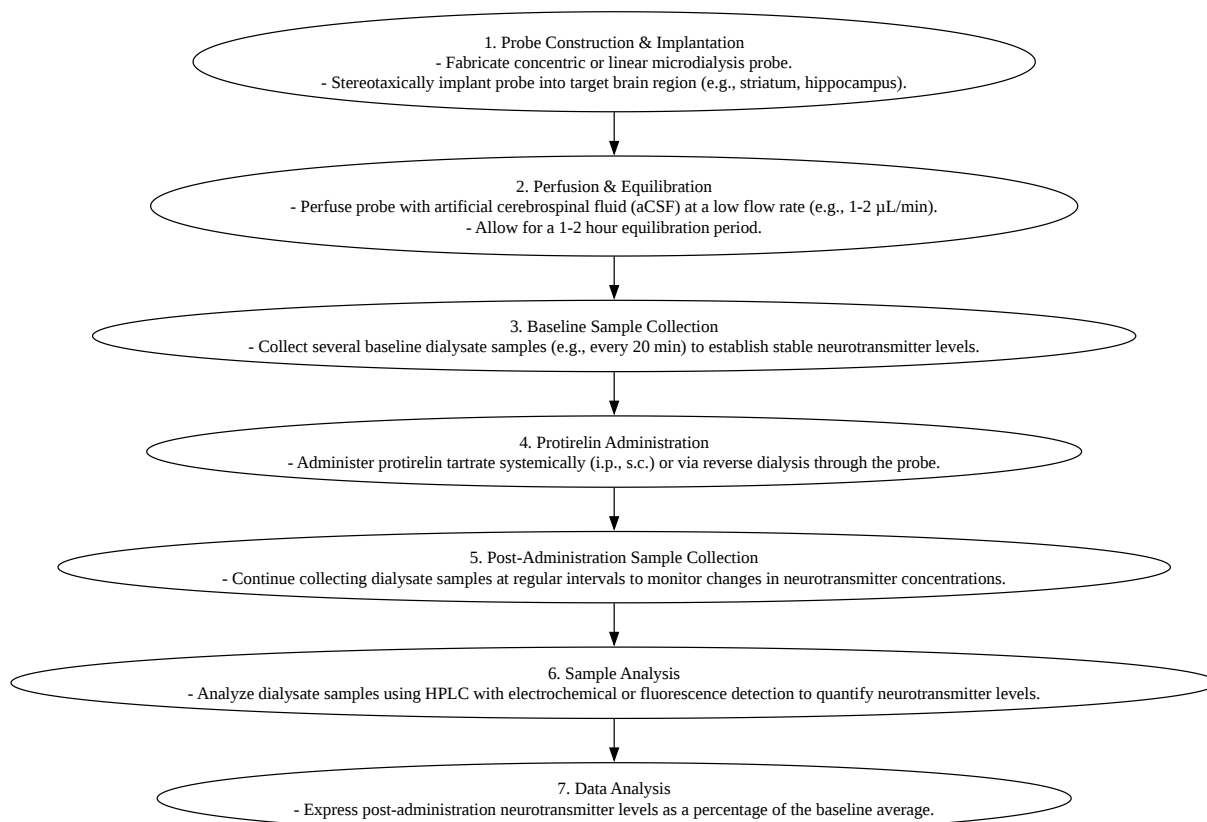 1. Probe Construction & Implantation
- Fabricate concentric or linear microdialysis probe.
- Stereotaxically implant probe into target brain region (e.g., striatum, hippocampus).
2. Perfusion & Equilibration
- Perfuse probe with artificial cerebrospinal fluid (aCSF) at a low flow rate (e.g., 1-2 µL/min).
- Allow for a 1-2 hour equilibration period.
3. Baseline Sample Collection
- Collect several baseline dialysate samples (e.g., every 20 min) to establish stable neurotransmitter levels.
4. Protirelin Administration
- Administer protirelin tartrate systemically (i.p., s.c.) or via reverse dialysis through the probe.
5. Post-Administration Sample Collection
- Continue collecting dialysate samples at regular intervals to monitor changes in neurotransmitter concentrations.
6. Sample Analysis
- Analyze dialysate samples using HPLC with electrochemical or fluorescence detection to quantify neurotransmitter levels.
7. Data Analysis
- Express post-administration neurotransmitter levels as a percentage of the baseline average.